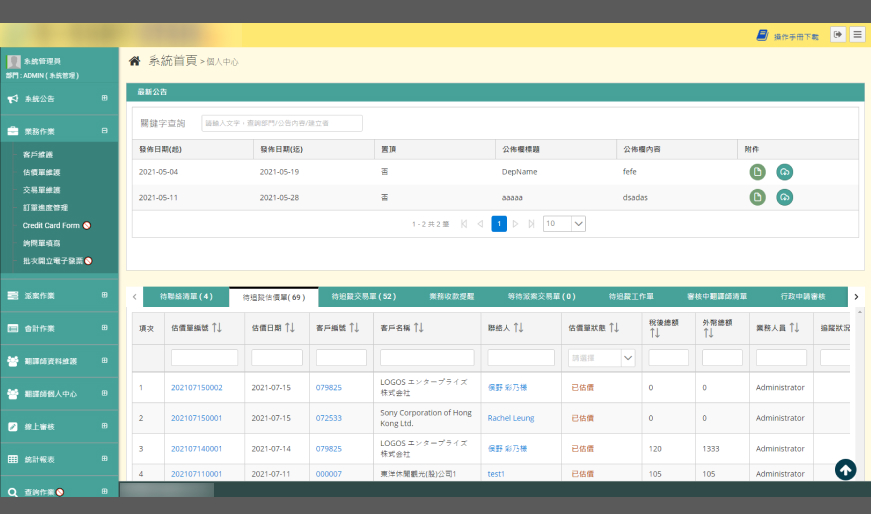 操作手冊下載
系統管理員
部門 : ADMIN ( 系統管理 )
系統首頁 > 個人中心
系統公告
業務作業
客戶維護
估價單維護
交易單維護
訂單進度管理
Credit Card Form
詢問單填寫
批次開立電子發票
派案作業
會計作業
翻譯師資料維護
翻譯師個人中心
線上審核
統計報表
查詢作業
最新公告
關鍵字查詢 請輸入文字，查詢部門/公告內容/建立者
發佈日期(起) 發佈日期(迄) 置頂 公佈欄標題 公佈欄內容 附件
2021-05-04 2021-05-19 否 DepName fefe
2021-05-11 2021-05-28 否 aaaaa dsadas
1 - 2 共 2 筆 1 10
待聯絡清單 ( 4 ) 待追蹤估價單( 69 ) 待追蹤交易單 ( 52 ) 業務收款提醒 等待派案交易單 ( 0 ) 待追蹤工作單 審核中翻譯師清單 行政申請審核
項次 估價單編號 估價日期 客戶編號 客戶名稱 聯絡人 估價單狀態 稅後總額 外幣總額 業務人員 追蹤狀況
請選擇
1 202107150002 2021-07-15 079825 LOGOS エンタープライズ株式会社 俣野 彩乃様 已估價 0 0 Administrator
2 202107150001 2021-07-15 072533 Sony Corporation of Hong Kong Ltd. Rachel Leung 已估價 0 0 Administrator
3 202107140001 2021-07-14 079825 LOGOS エンタープライズ株式会社 俣野 彩乃様 已估價 120 1333 Administrator
4 202107110001 2021-07-11 000007 東洋休閒觀光(股)公司1 test1 已估價 105 105 Administrator